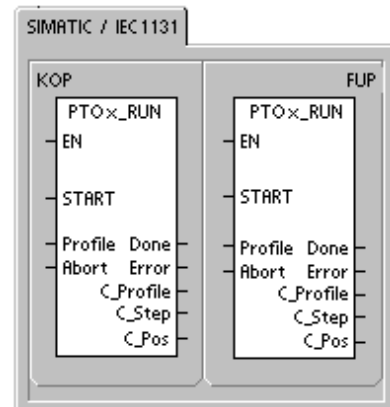 SIMATIC / IEC1131
KOP
PTOx_RUN
EN
START
Profile Done
Abort Error
C_Profile
C_Step
C_Pos
FUP
PTOx_RUN
EN
START
Profile Done
Abort Error
C_Profile
C_Step
C_Pos